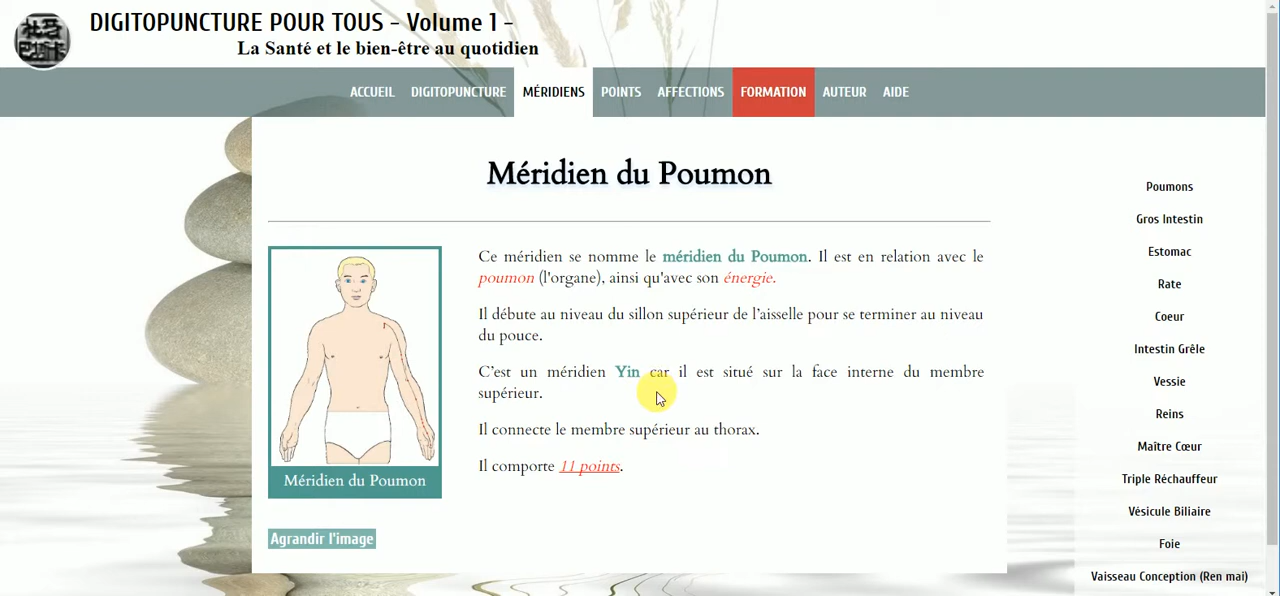 DIGITOPUNCTURE POUR TOUS - Volume 1 -
La Santé et le bien-être au quotidien
ACCUEIL DIGITOPUNCTURE MÉRIDIENS POINTS AFFECTIONS FORMATION AUTEUR AIDE
Méridien du Poumon
Ce méridien se nomme le méridien du Poumon. Il est en relation avec le
poumon (l'organe), ainsi qu'avec son énergie.
Il débute au niveau du sillon supérieur de l'aisselle pour se terminer au niveau
du pouce.
C'est un méridien Yin car il est situé sur la face interne du membre
supérieur.
Il connecte le membre supérieur au thorax.
Il comporte 11 points.
Méridien du Poumon
Agrandir l'image
Poumons
Gros Intestin
Estomac
Rate
Coeur
Intestin Grêle
Vessie
Reins
Maître Cœur
Triple Réchauffeur
Vésicule Biliaire
Foie
Vaisseau Conception (Ren mai)